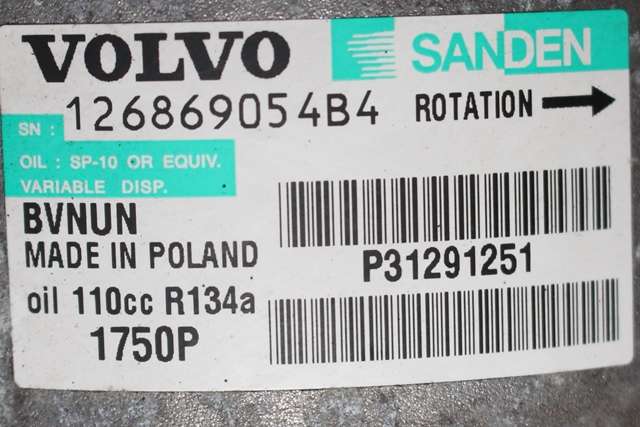 VOLVO SANDEN
SN : 126869054B4 ROTATION
OIL : SP-10 OR EQUIV.
VARIABLE DISP.
BVNUN
MADE IN POLAND
P31291251
oil 110cc R134a
1750P